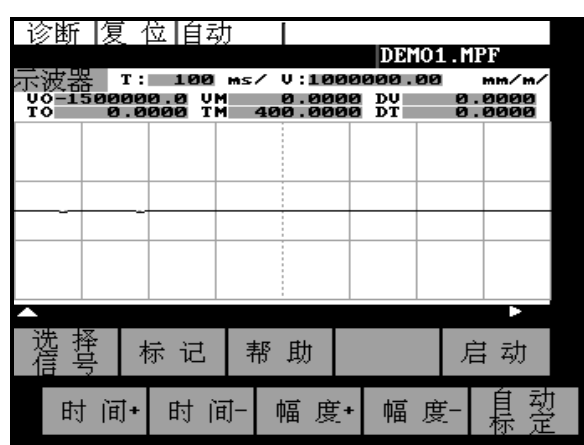 诊断 复 位 自动
DEMO1.MPF
示波器 T: 100 ms/ V:1000000.00 mm/m/
VO-1500000.0 VM 0.0000 DV 0.0000
TO 0.0000 TM 400.0000 DT 0.0000
选 择 信 号 标 记 帮 助 启 动
时 间+ 时 间- 幅 度+ 幅 度- 自 动 标 定